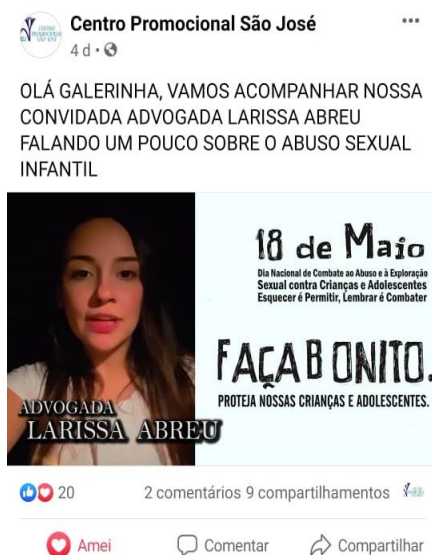 Centro Promocional São José
4 d
OLÁ GALERINHA, VAMOS ACOMPANHAR NOSSA
CONVIDADA ADVOGADA LARISSA ABREU
FALANDO UM POUCO SOBRE O ABUSO SEXUAL
INFANTIL
18 de Maio
Dia Nacional de Combate ao Abuso e à Exploração
Sexual contra Crianças e Adolescentes
Esquecer é Permitir, Lembrar é Combater
FAÇA BONITO.
PROTEJA NOSSAS CRIANÇAS E ADOLESCENTES.
ADVOGADA
LARISSA ABREU
20 2 comentários 9 compartilhamentos
Amei Comentar Compartilhar